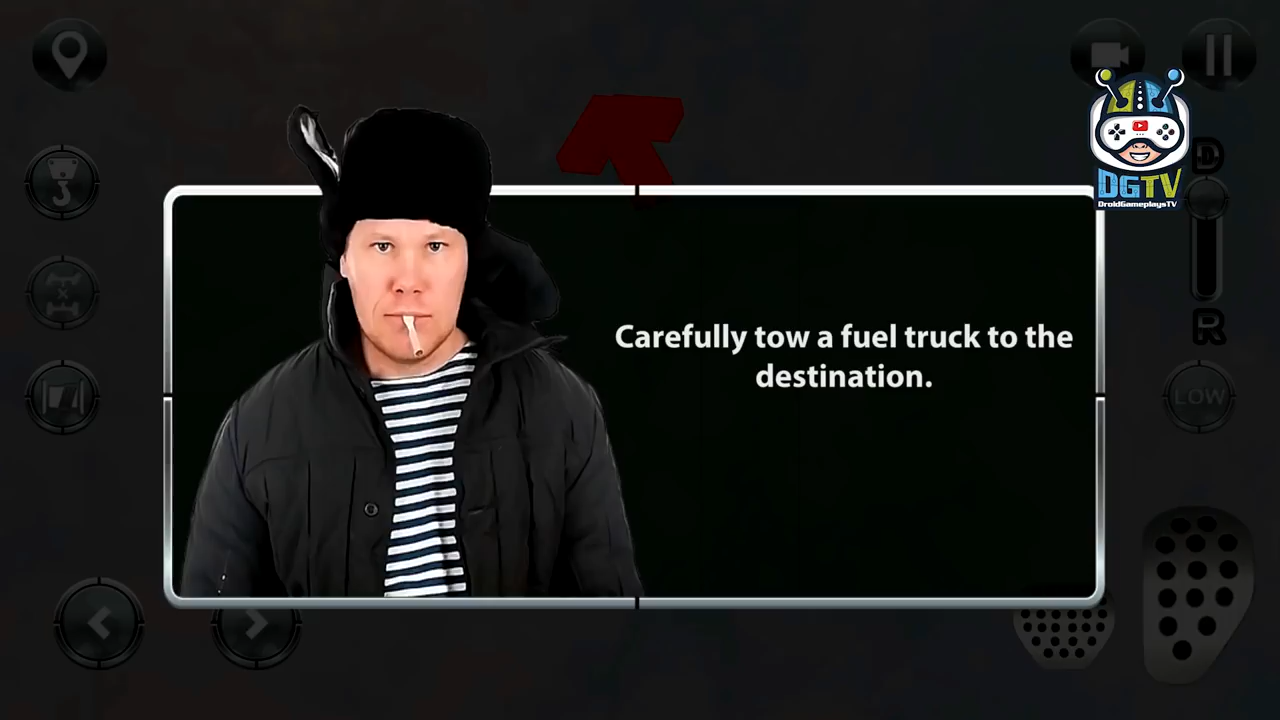 DGTV
DroidGameplaysTV
D
Carefully tow a fuel truck to the
destination.
R
LOW